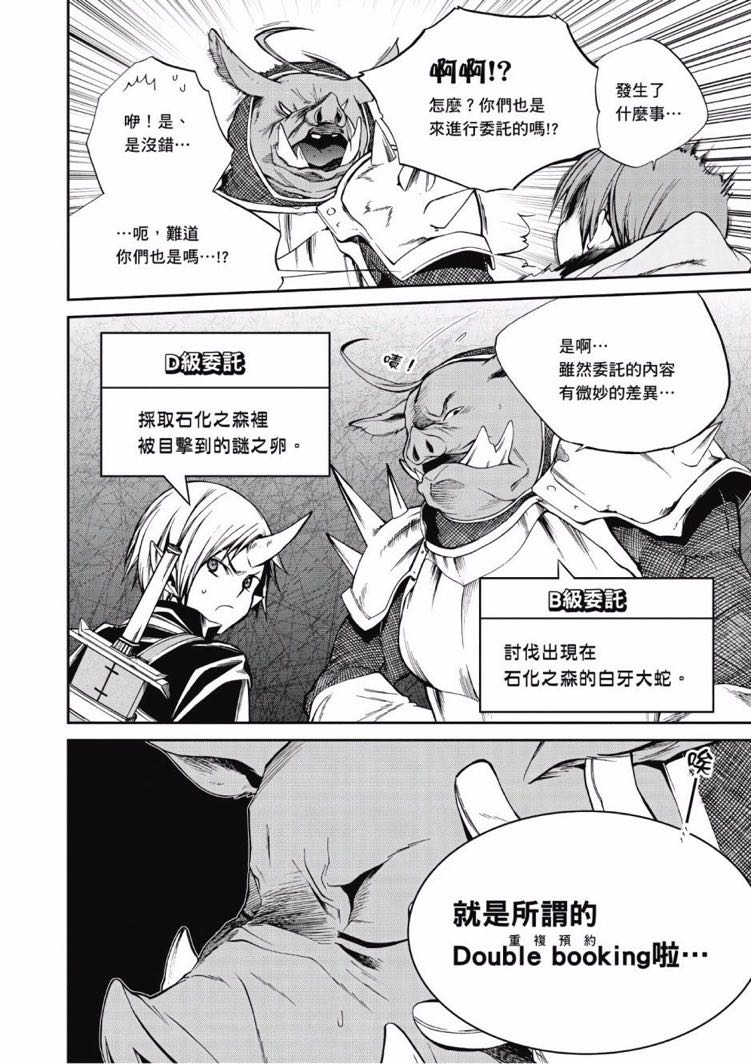 發生了
什麼事…
啊啊!?
怎麼？你們也是
來進行委託的嗎!?
咿！是、
是沒錯…
…呃，難道
你們也是嗎…!?
是啊…
雖然委託的內容
有微妙的差異…
嘖！
D級委託
採取石化之森裡
被目擊到的謎之卵。
B級委託
討伐出現在
石化之森的白牙大蛇。
唉
就是所謂的
重複預約
Double booking啦…